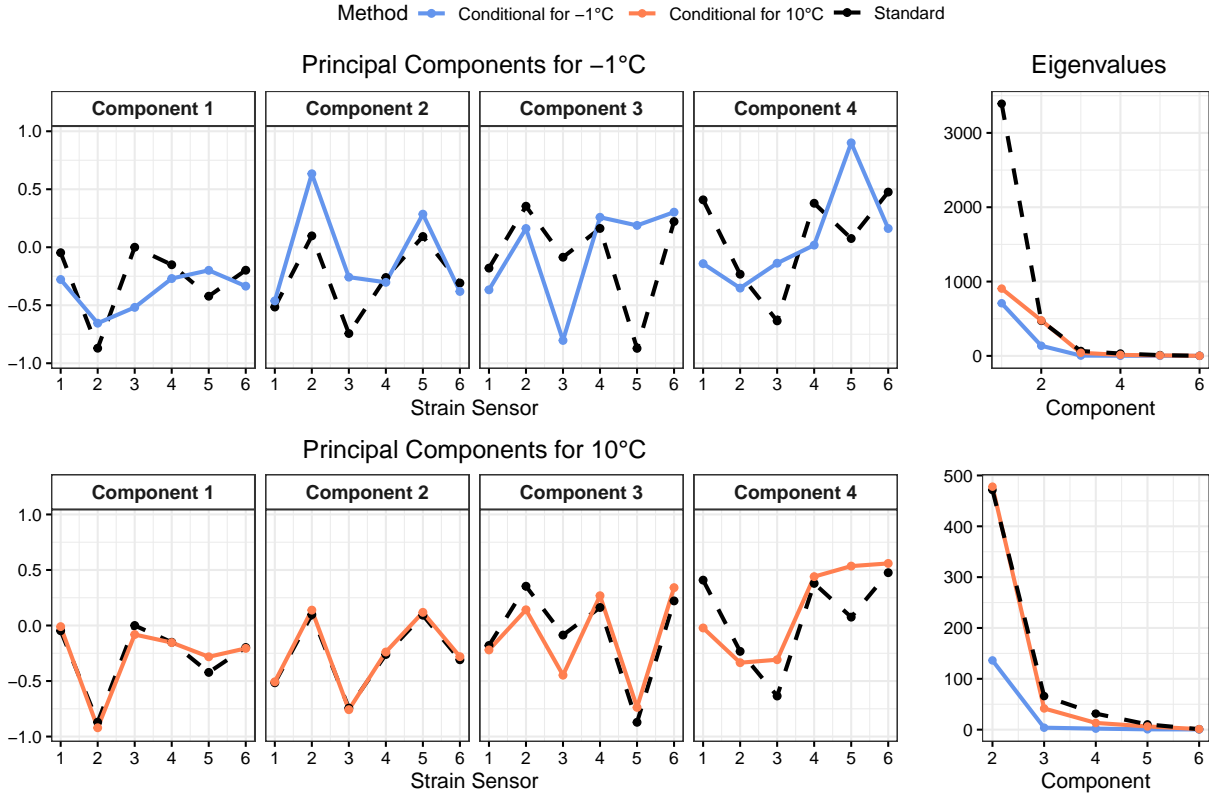 Method Conditional for −1°C Conditional for 10°C Standard
Principal Components for −1°C
Eigenvalues
Component 1 Component 2 Component 3 Component 4
1.0
0.5
0.0
−0.5
−1.0
1 2 3 4 5 6 1 2 3 4 5 6 1 2 3 4 5 6 1 2 3 4 5 6
Strain Sensor
3000
2000
1000
0
2 4 6
Component
Principal Components for 10°C
Component 1 Component 2 Component 3 Component 4
1.0
0.5
0.0
−0.5
−1.0
1 2 3 4 5 6 1 2 3 4 5 6 1 2 3 4 5 6 1 2 3 4 5 6
Strain Sensor
500
400
300
200
100
0
2 3 4 5 6
Component